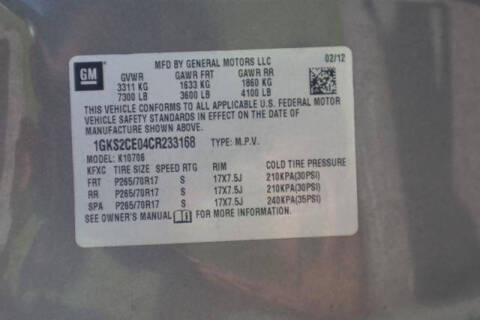 GM
MFD BY GENERAL MOTORS LLC
02/12
GVWR GAWR FRT GAWR RR
3311 KG 1633 KG 1860 KG
7300 LB 3600 LB 4100 LB
THIS VEHICLE CONFORMS TO ALL APPLICABLE U.S. FEDERAL MOTOR
VEHICLE SAFETY STANDARDS IN EFFECT ON THE DATE OF
MANUFACTURE SHOWN ABOVE.
1GKS2CE04CR233168 TYPE: M.P.V.
MODEL: K10706
KFXC TIRE SIZE SPEED RTG RIM COLD TIRE PRESSURE
FRT P265/70R17 S 17X7.5J 210KPA(30PSI)
RR P265/70R17 S 17X7.5J 210KPA(30PSI)
SPA P265/70R17 S 17X7.5J 240KPA(35PSI)
SEE OWNER'S MANUAL FOR MORE INFORMATION.